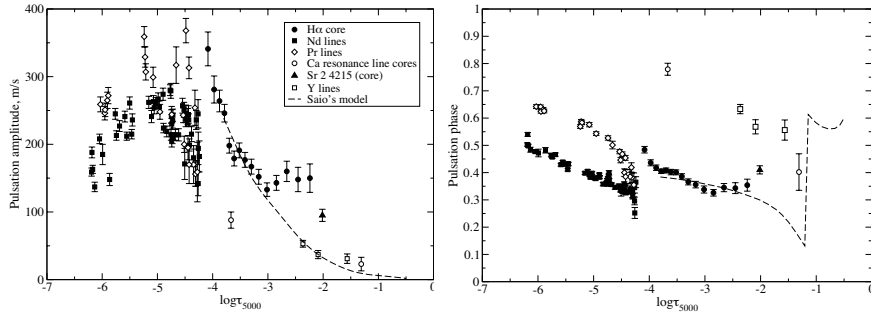 400
300
200
100
0
Pulsation amplitude, m/s
Hα core
Nd lines
Pr lines
Ca resonance line cores
Sr 2 4215 (core)
Y lines
Saio's model
-7 -6 -5 -4 -3 -2 -1 0
logτ5000
1
0.9
0.8
0.7
0.6
0.5
0.4
0.3
0.2
0.1
0
Pulsation phase
-7 -6 -5 -4 -3 -2 -1 0
logτ5000